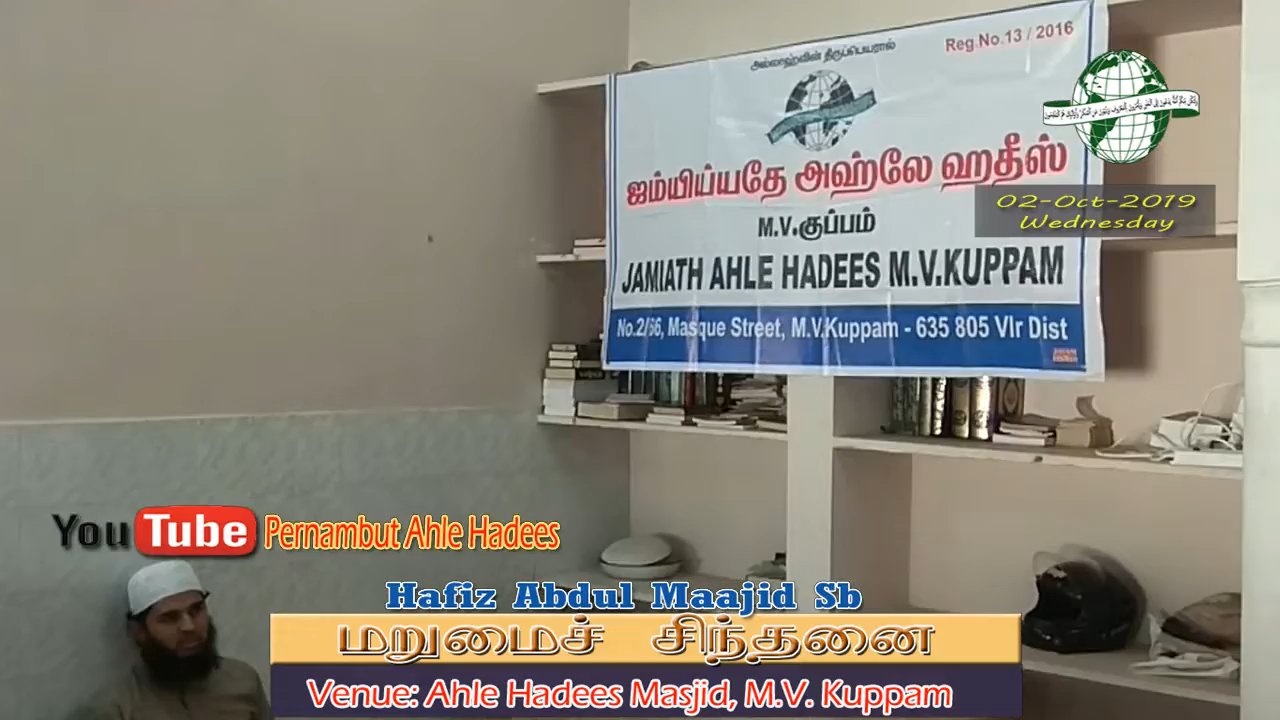 அல்லாஹ்வின் திருப்பெயரால்
Reg.No.13 / 2016
ஜம்யிய்யதே அஹ்லே ஹதீஸ்
M.V.குப்பம்
JAMIATH AHLE HADEES M.V.KUPPAM
No.2/66, Masque Street, M.V.Kuppam - 635 805 Vlr Dist
02-Oct-2019
Wednesday
YouTube Pernambut Ahle Hadees
Hafiz Abdul Maajid Sb
மறுமைச் சிந்தனை
Venue: Ahle Hadees Masjid, M.V. Kuppam